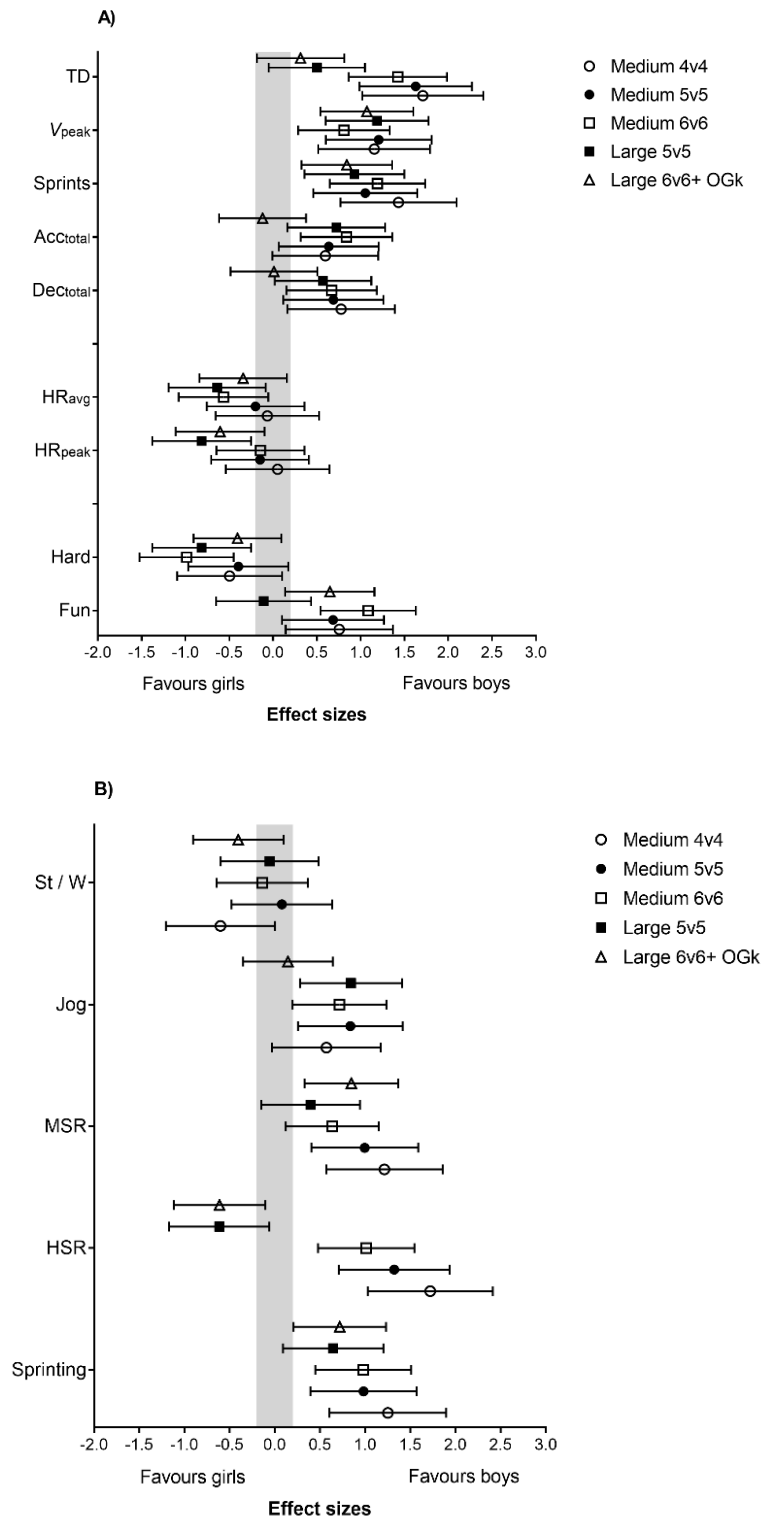 A)
TD
Vpeak
Sprints
Acctotal
Dectotal
HRavg
HRpeak
Hard
Fun
Medium 4v4
Medium 5v5
Medium 6v6
Large 5v5
Large 6v6+ OGk
-2.0 -1.5 -1.0 -0.5 0.0 0.5 1.0 1.5 2.0 2.5 3.0
Favours girls Favours boys
Effect sizes
B)
St / W
Jog
MSR
HSR
Sprinting
Medium 4v4
Medium 5v5
Medium 6v6
Large 5v5
Large 6v6+ OGk
-2.0 -1.5 -1.0 -0.5 0.0 0.5 1.0 1.5 2.0 2.5 3.0
Favours girls Favours boys
Effect sizes